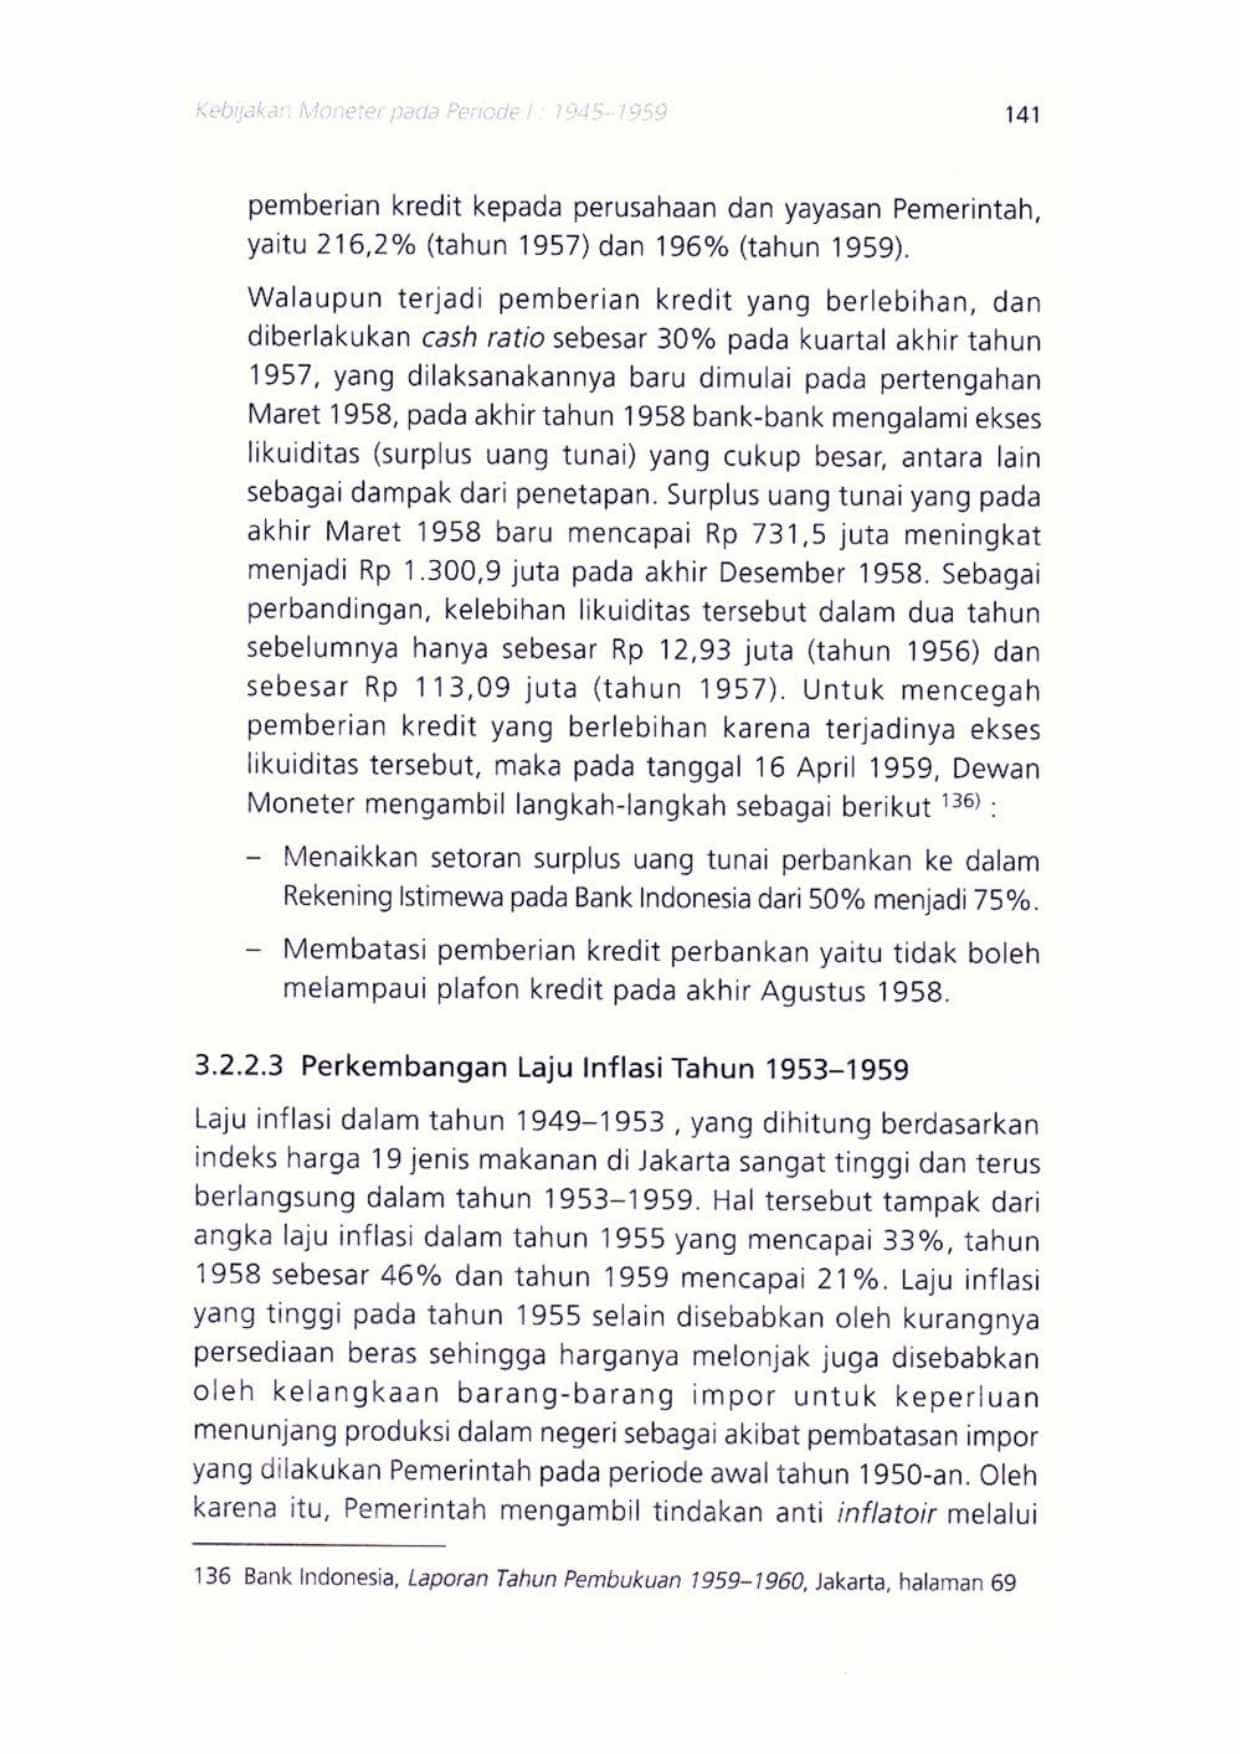 Kebijakan Moneter pada Periode I : 1945–1959
141
pemberian kredit kepada perusahaan dan yayasan Pemerintah,
yaitu 216,2% (tahun 1957) dan 196% (tahun 1959).
Walaupun terjadi pemberian kredit yang berlebihan, dan
diberlakukan cash ratio sebesar 30% pada kuartal akhir tahun
1957, yang dilaksanakannya baru dimulai pada pertengahan
Maret 1958, pada akhir tahun 1958 bank-bank mengalami ekses
likuiditas (surplus uang tunai) yang cukup besar, antara lain
sebagai dampak dari penetapan. Surplus uang tunai yang pada
akhir Maret 1958 baru mencapai Rp 731,5 juta meningkat
menjadi Rp 1.300,9 juta pada akhir Desember 1958. Sebagai
perbandingan, kelebihan likuiditas tersebut dalam dua tahun
sebelumnya hanya sebesar Rp 12,93 juta (tahun 1956) dan
sebesar Rp 113,09 juta (tahun 1957). Untuk mencegah
pemberian kredit yang berlebihan karena terjadinya ekses
likuiditas tersebut, maka pada tanggal 16 April 1959, Dewan
Moneter mengambil langkah-langkah sebagai berikut 136) :
– Menaikkan setoran surplus uang tunai perbankan ke dalam
Rekening Istimewa pada Bank Indonesia dari 50% menjadi 75%.
– Membatasi pemberian kredit perbankan yaitu tidak boleh
melampaui plafon kredit pada akhir Agustus 1958.
3.2.2.3 Perkembangan Laju Inflasi Tahun 1953–1959
Laju inflasi dalam tahun 1949–1953 , yang dihitung berdasarkan
indeks harga 19 jenis makanan di Jakarta sangat tinggi dan terus
berlangsung dalam tahun 1953–1959. Hal tersebut tampak dari
angka laju inflasi dalam tahun 1955 yang mencapai 33%, tahun
1958 sebesar 46% dan tahun 1959 mencapai 21%. Laju inflasi
yang tinggi pada tahun 1955 selain disebabkan oleh kurangnya
persediaan beras sehingga harganya melonjak juga disebabkan
oleh kelangkaan barang-barang impor untuk keperluan
menunjang produksi dalam negeri sebagai akibat pembatasan impor
yang dilakukan Pemerintah pada periode awal tahun 1950-an. Oleh
karena itu, Pemerintah mengambil tindakan anti inflatoir melalui
136 Bank Indonesia, Laporan Tahun Pembukuan 1959–1960, Jakarta, halaman 69